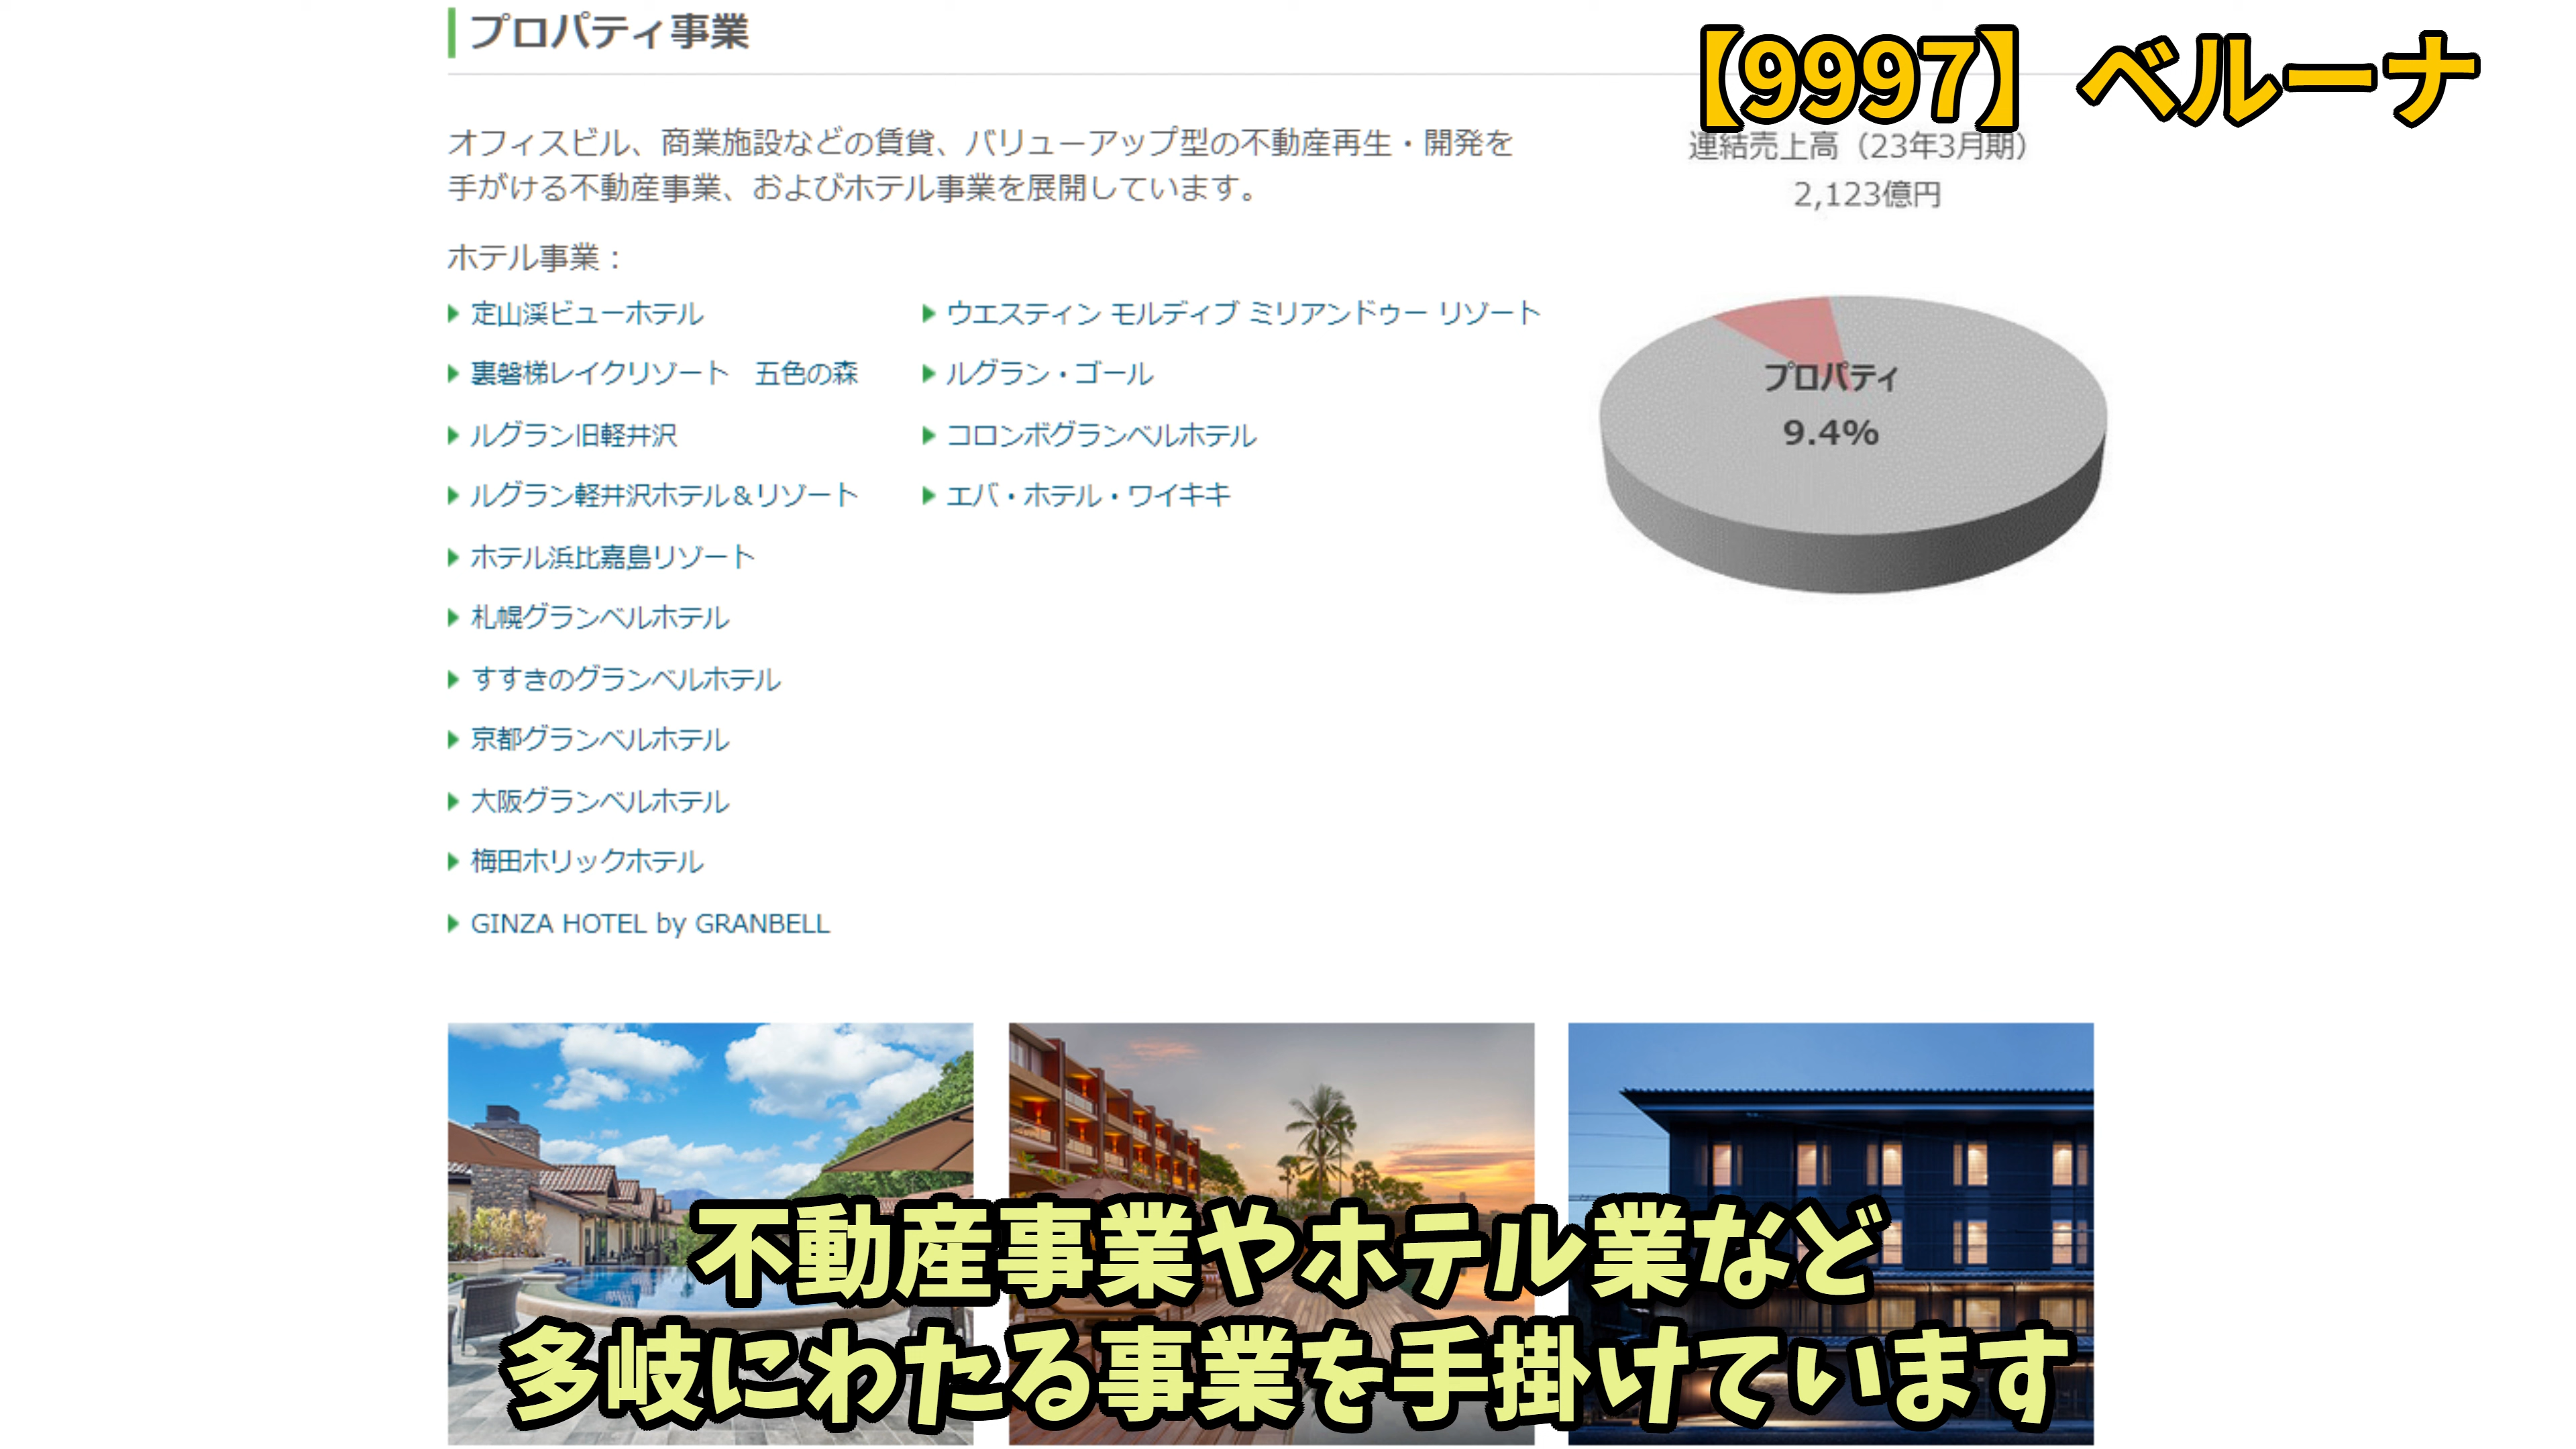 プロパティ事業
【9997】ベルーナ
オフィスビル、商業施設などの賃貸、バリューアップ型の不動産再生・開発を
手がける不動産事業、およびホテル事業を展開しています。
連結売上高（23年3月期）
2,123億円
ホテル事業：
定山渓ビューホテル
裏磐梯レイクリゾート　五色の森
ルグラン旧軽井沢
ルグラン軽井沢ホテル＆リゾート
ホテル浜比嘉島リゾート
札幌グランベルホテル
すすきのグランベルホテル
京都グランベルホテル
大阪グランベルホテル
梅田ホリックホテル
GINZA HOTEL by GRANBELL
ウエスティン モルディブ ミリアンドゥー リゾート
ルグラン・ゴール
コロンボグランベルホテル
エバ・ホテル・ワイキキ
プロパティ
9.4%
不動産事業やホテル業など
多岐にわたる事業を手掛けています